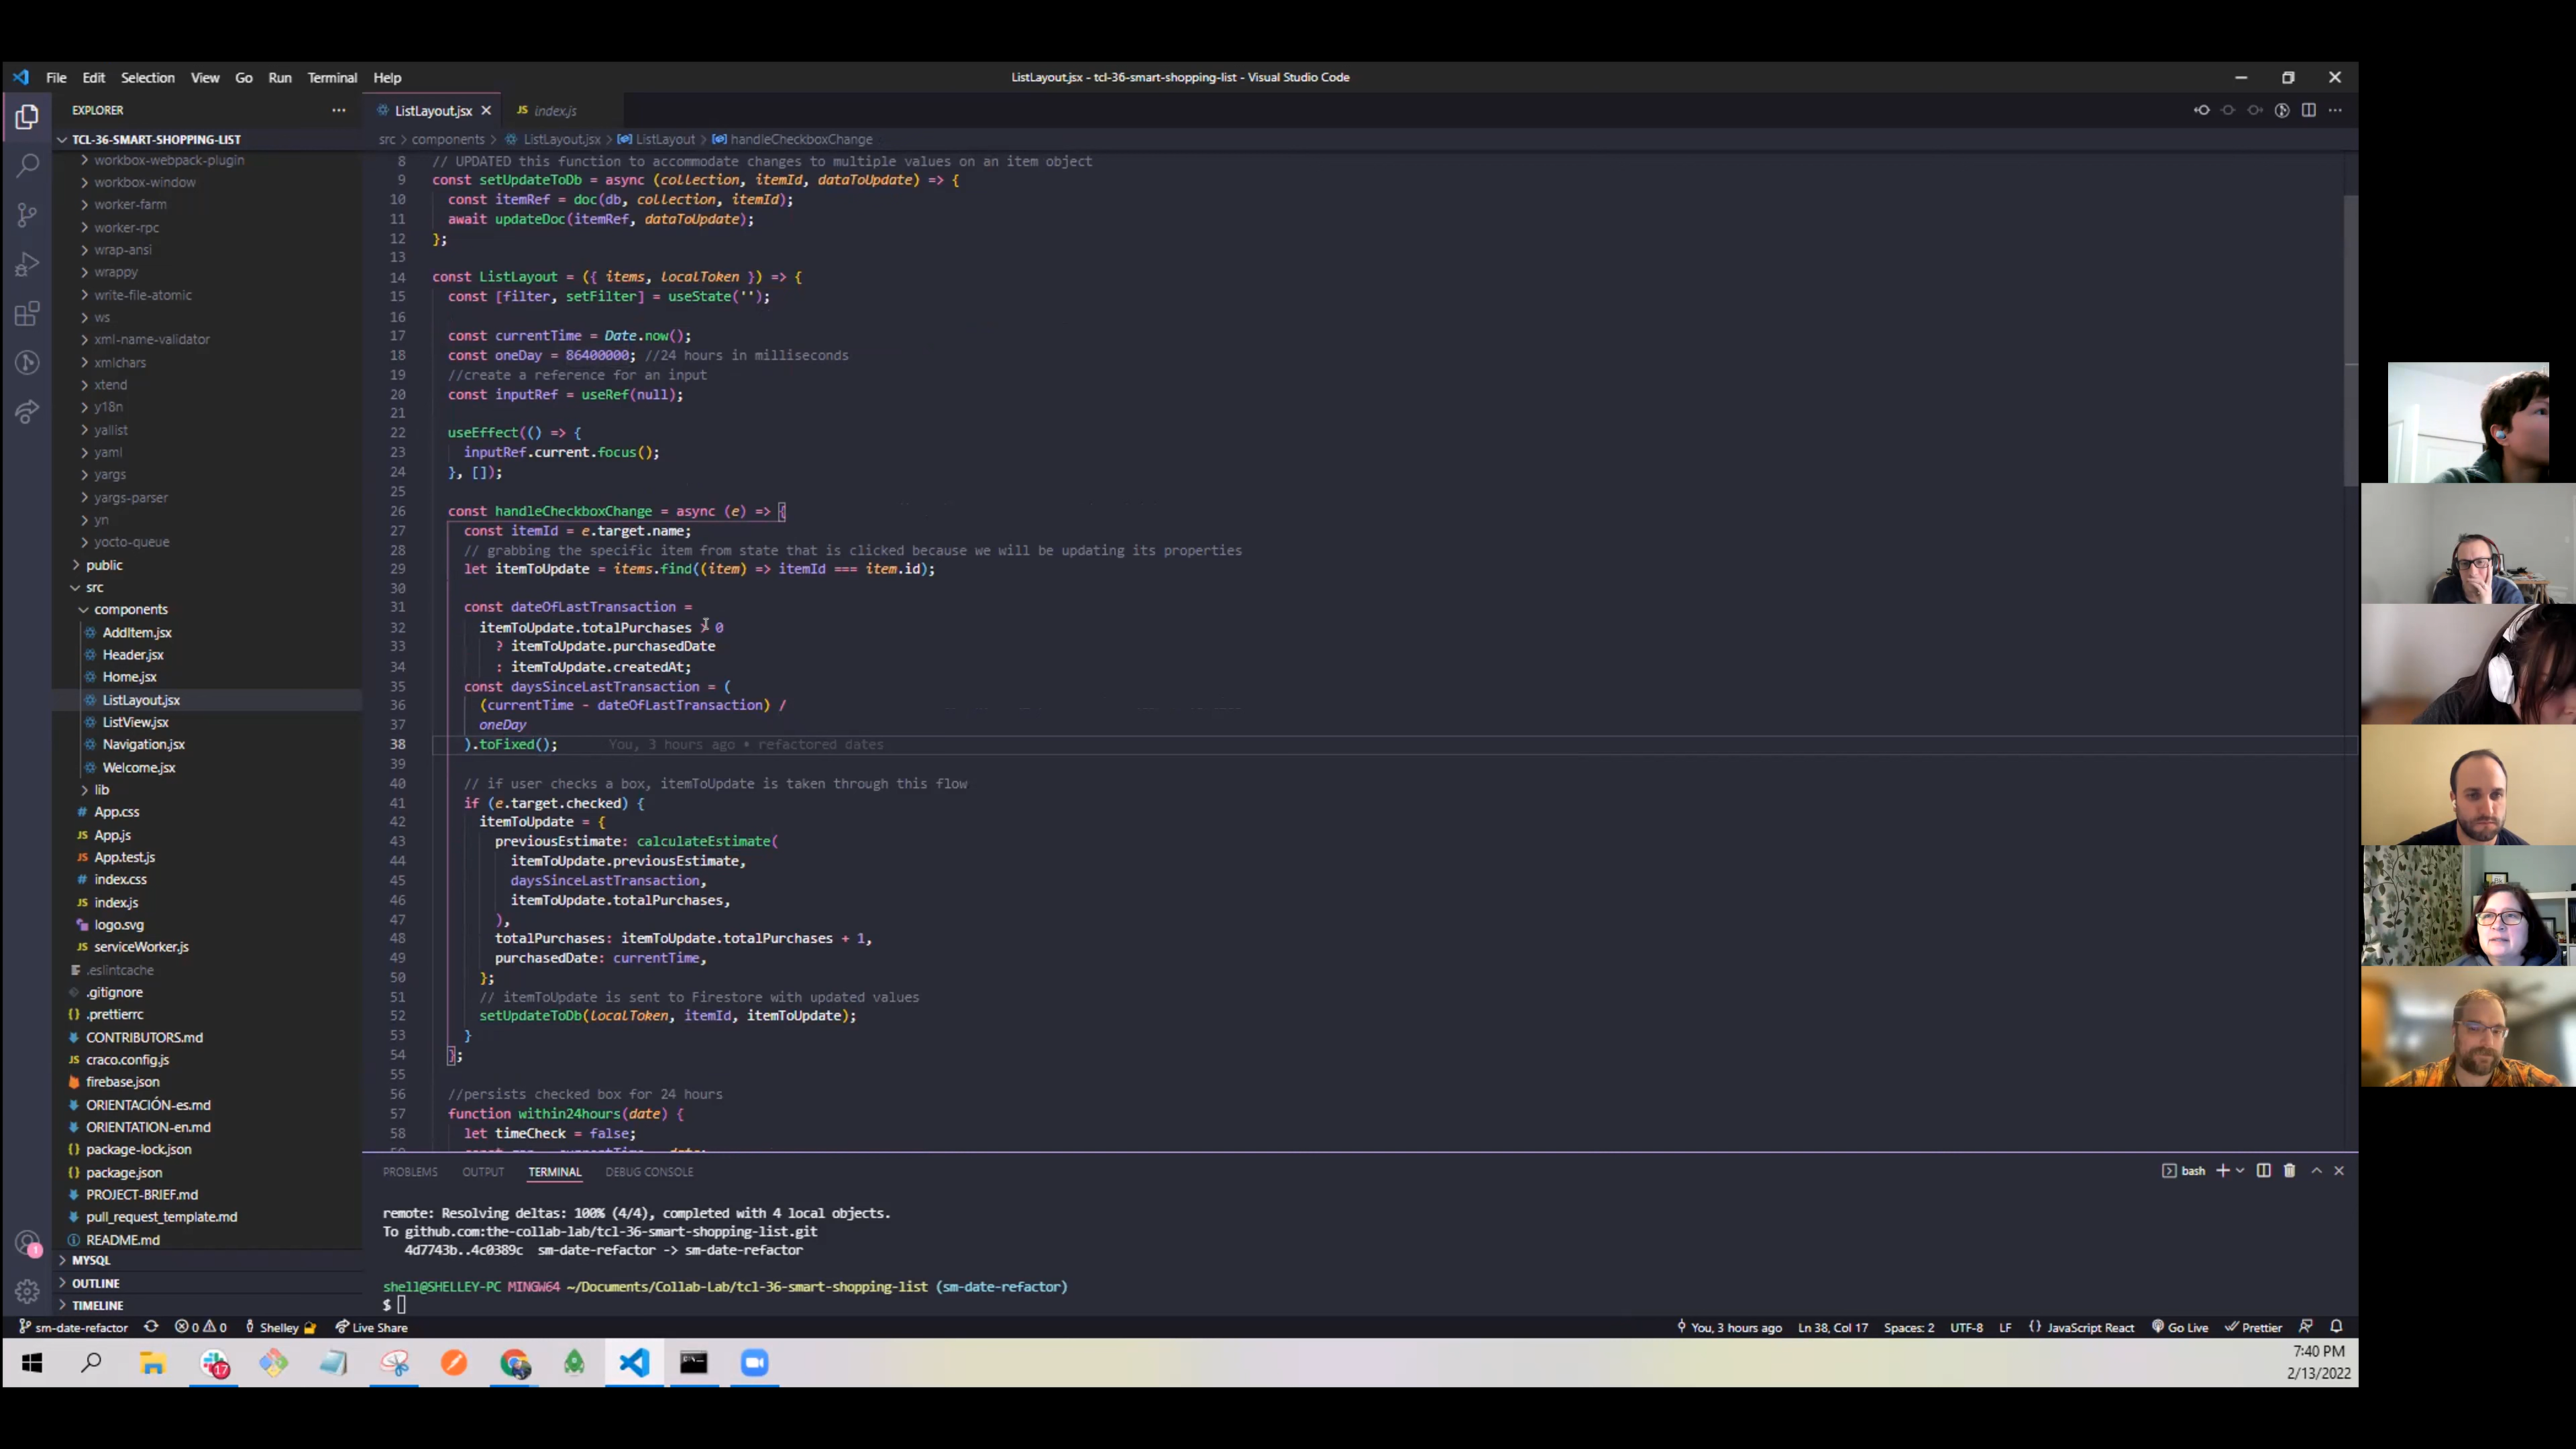 File Edit Selection View Go Run Terminal Help
ListLayout.jsx - tcl-36-smart-shopping-list - Visual Studio Code
EXPLORER
TCL-36-SMART-SHOPPING-LIST
workbox-webpack-plugin
workbox-window
worker-farm
worker-rpc
wrap-ansi
wrappy
write-file-atomic
ws
xml-name-validator
xmlchars
xtend
y18n
yallist
yaml
yargs
yargs-parser
yn
yocto-queue
public
src
components
AddItem.jsx
Header.jsx
Home.jsx
ListLayout.jsx
ListView.jsx
Navigation.jsx
Welcome.jsx
lib
# App.css
JS App.js
JS App.test.js
# index.css
JS index.js
logo.svg
JS serviceWorker.js
.eslintcache
.gitignore
{} .prettierrc
CONTRIBUTORS.md
JS craco.config.js
firebase.json
ORIENTACIÓN-es.md
ORIENTATION-en.md
{} package-lock.json
{} package.json
PROJECT-BRIEF.md
pull_request_template.md
README.md
MYSQL
OUTLINE
TIMELINE
ListLayout.jsx JS index.js
src > components > ListLayout.jsx > ListLayout > handleCheckboxChange
8 // UPDATED this function to accommodate changes to multiple values on an item object
9 const setUpdateToDb = async (collection, itemId, dataToUpdate) => {
10 const itemRef = doc(db, collection, itemId);
11 await updateDoc(itemRef, dataToUpdate);
12 };
13
14 const ListLayout = ({ items, localToken }) => {
15 const [filter, setFilter] = useState('');
16
17 const currentTime = Date.now();
18 const oneDay = 86400000; //24 hours in milliseconds
19 //create a reference for an input
20 const inputRef = useRef(null);
21
22 useEffect(() => {
23 inputRef.current.focus();
24 }, []);
25
26 const handleCheckboxChange = async (e) => {
27 const itemId = e.target.name;
28 // grabbing the specific item from state that is clicked because we will be updating its properties
29 let itemToUpdate = items.find((item) => itemId === item.id);
30
31 const dateOfLastTransaction =
32 itemToUpdate.totalPurchases > 0
33 ? itemToUpdate.purchasedDate
34 : itemToUpdate.createdAt;
35 const daysSinceLastTransaction = (
36 (currentTime - dateOfLastTransaction) /
37 oneDay
38 ).toFixed(); You, 3 hours ago • refactored dates
39
40 // if user checks a box, itemToUpdate is taken through this flow
41 if (e.target.checked) {
42 itemToUpdate = {
43 previousEstimate: calculateEstimate(
44 itemToUpdate.previousEstimate,
45 daysSinceLastTransaction,
46 itemToUpdate.totalPurchases,
47 ),
48 totalPurchases: itemToUpdate.totalPurchases + 1,
49 purchasedDate: currentTime,
50 };
51 // itemToUpdate is sent to Firestore with updated values
52 setUpdateToDb(localToken, itemId, itemToUpdate);
53 }
54 };
55
56 //persists checked box for 24 hours
57 function within24hours(date) {
58 let timeCheck = false;
PROBLEMS OUTPUT TERMINAL DEBUG CONSOLE
bash
remote: Resolving deltas: 100% (4/4), completed with 4 local objects.
To github.com:the-collab-lab/tcl-36-smart-shopping-list.git
4d7743b..4c0389c sm-date-refactor -> sm-date-refactor
shell@SHELLEY-PC MINGW64 ~/Documents/Collab-Lab/tcl-36-smart-shopping-list (sm-date-refactor)
$
sm-date-refactor 0 0 Shelley Live Share
You, 3 hours ago Ln 38, Col 17 Spaces: 2 UTF-8 LF {} JavaScript React Go Live Prettier
17
7:40 PM
2/13/2022